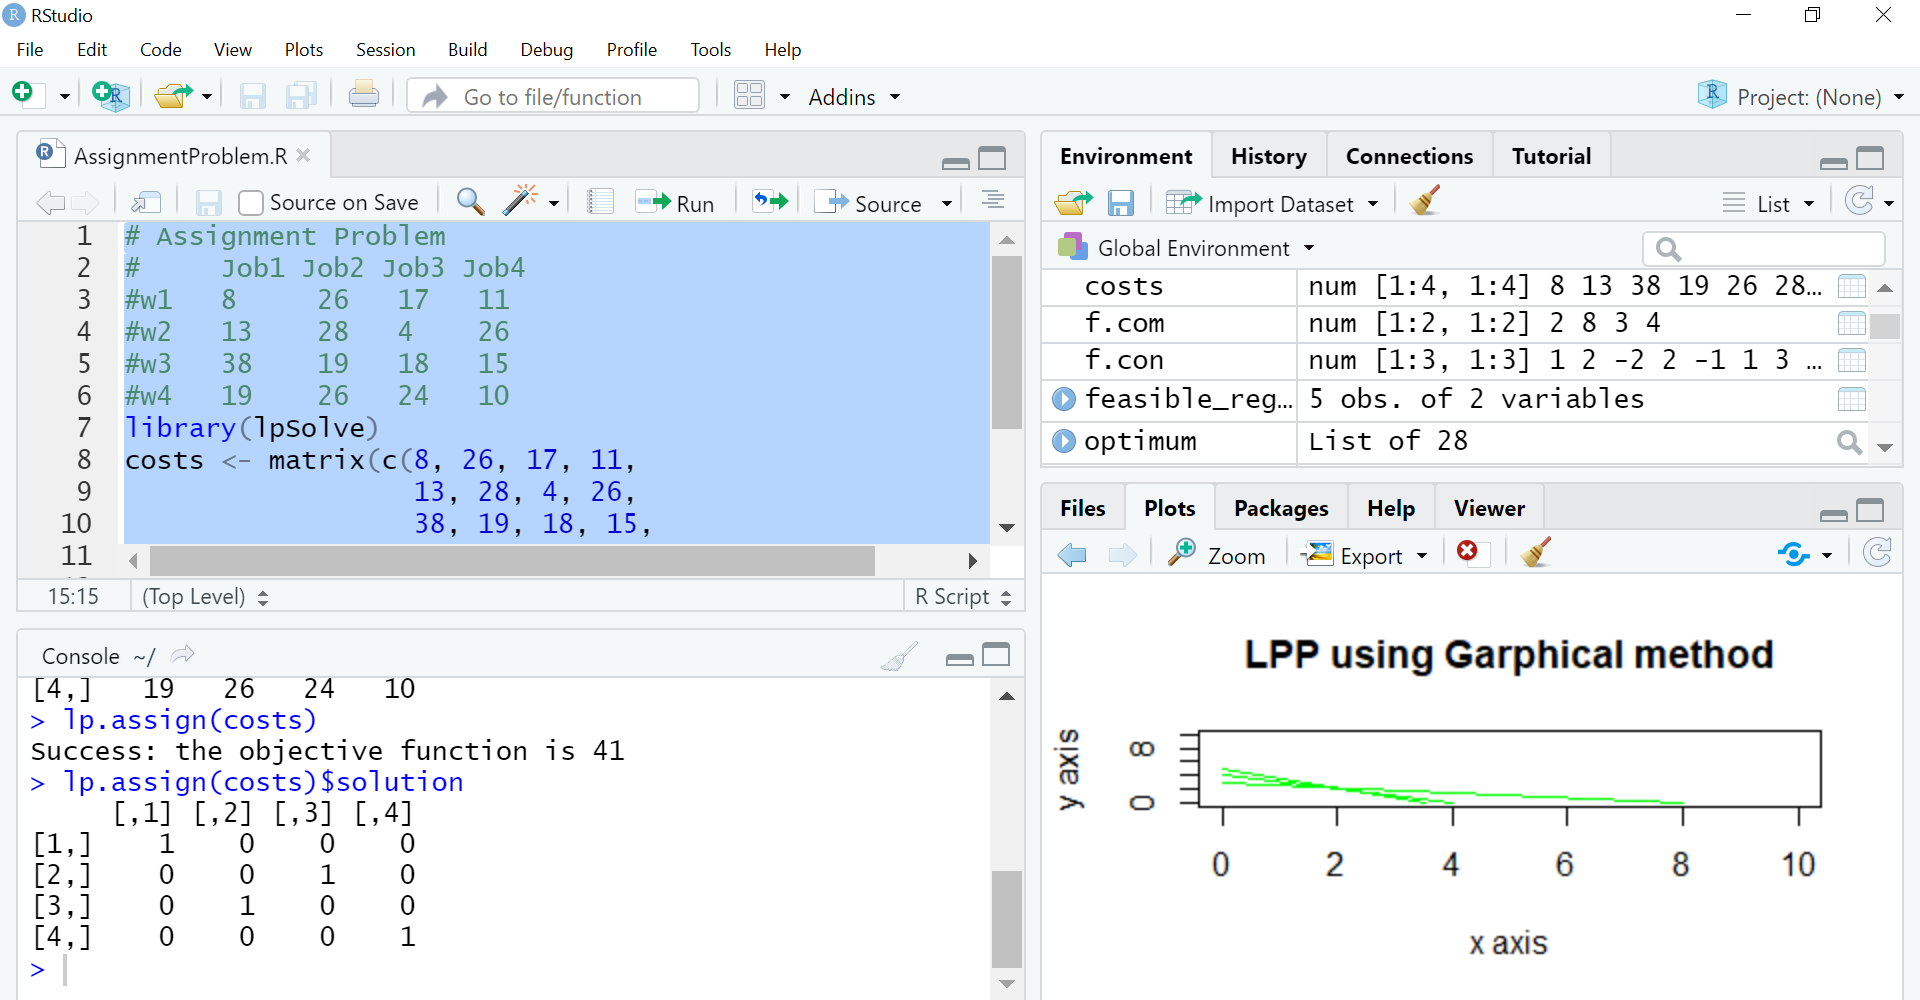 RStudio
File Edit Code View Plots Session Build Debug Profile Tools Help
Go to file/function Addins Project: (None)
AssignmentProblem.R
Source on Save Run Source
1 # Assignment Problem
2 #     Job1 Job2 Job3 Job4
3 #w1   8     26   17   11
4 #w2   13    28   4    26
5 #w3   38    19   18   15
6 #w4   19    26   24   10
7 library(lpSolve)
8 costs <- matrix(c(8, 26, 17, 11,
9                   13, 28, 4, 26,
10                  38, 19, 18, 15,
11
15:15 (Top Level) R Script
Console ~/
[4,]   19   26   24   10
> lp.assign(costs)
Success: the objective function is 41
> lp.assign(costs)$solution
     [,1] [,2] [,3] [,4]
[1,]    1    0    0    0
[2,]    0    0    1    0
[3,]    0    1    0    0
[4,]    0    0    0    1
>
Environment History Connections Tutorial
Import Dataset List
Global Environment
costs num [1:4, 1:4] 8 13 38 19 26 28...
f.com num [1:2, 1:2] 2 8 3 4
f.con num [1:3, 1:3] 1 2 -2 2 -1 1 3 ...
feasible_reg... 5 obs. of 2 variables
optimum List of 28
Files Plots Packages Help Viewer
Zoom Export
LPP using Garphical method
y axis
8
0
0 2 4 6 8 10
x axis